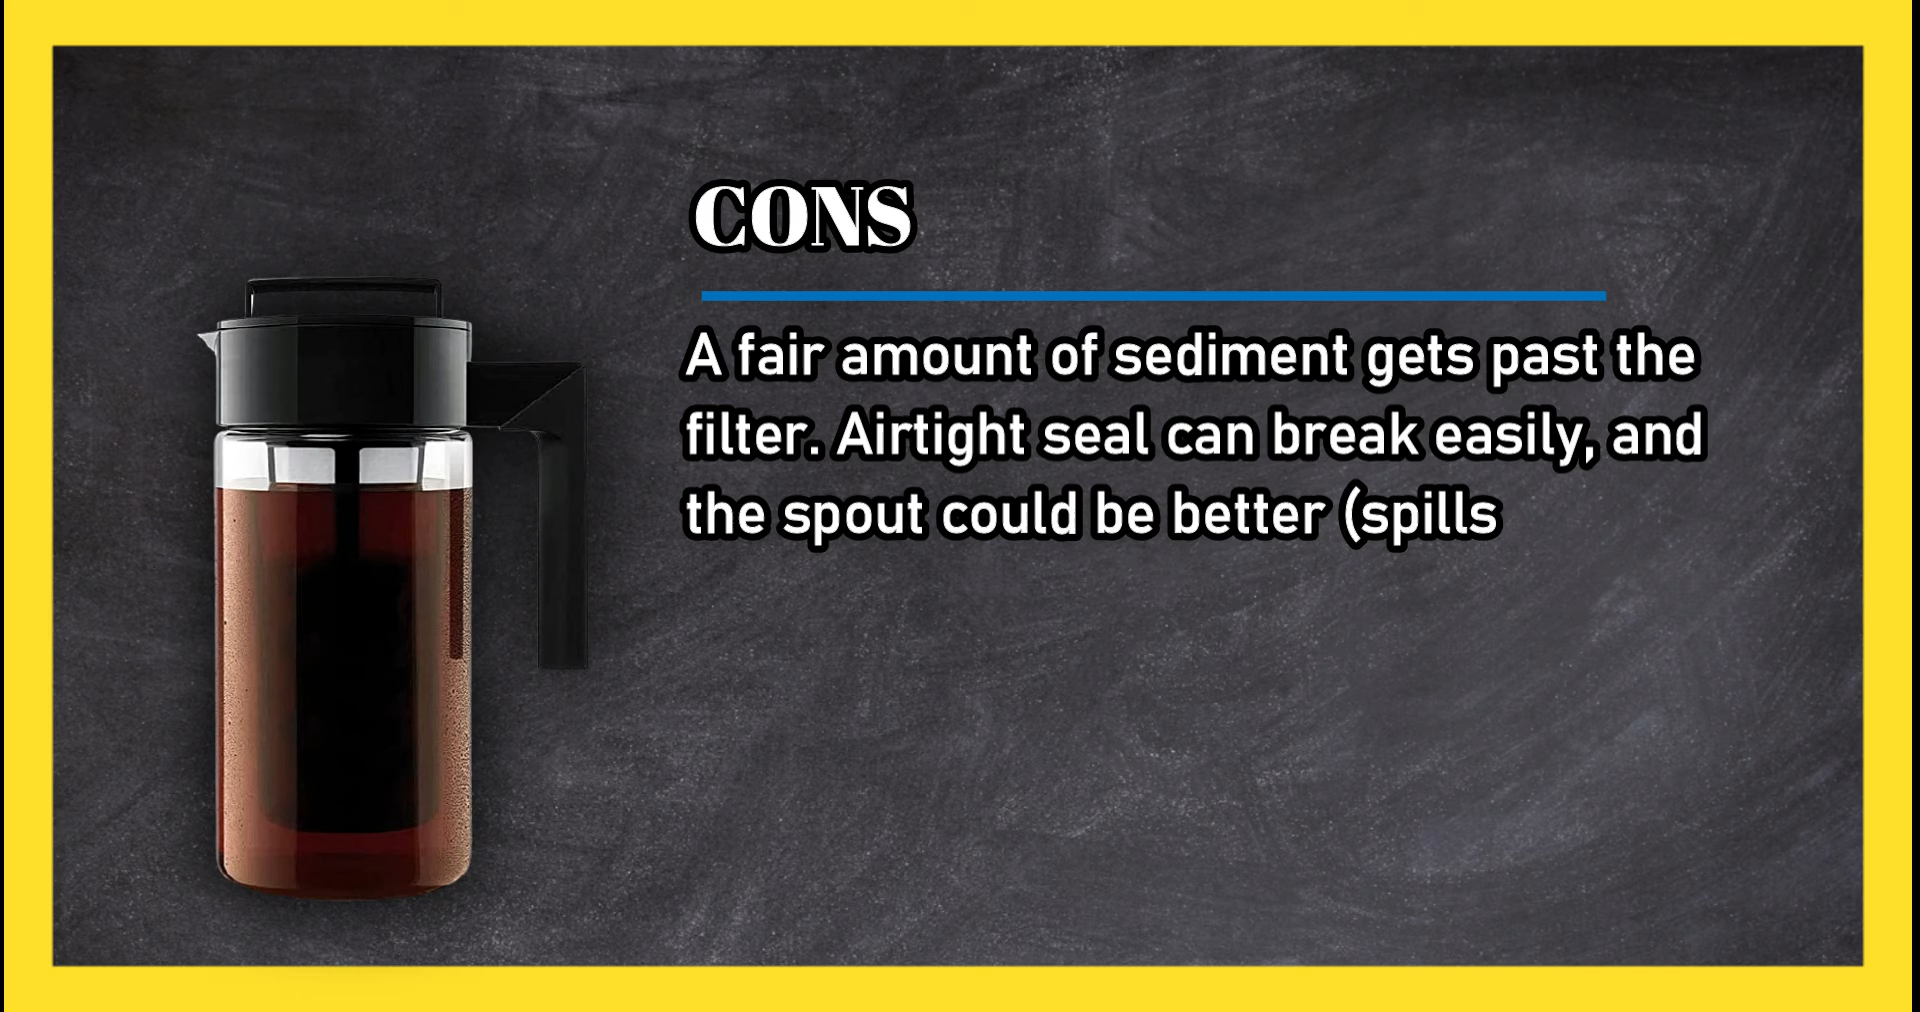 CONS
A fair amount of sediment gets past the
filter. Airtight seal can break easily, and
the spout could be better (spills